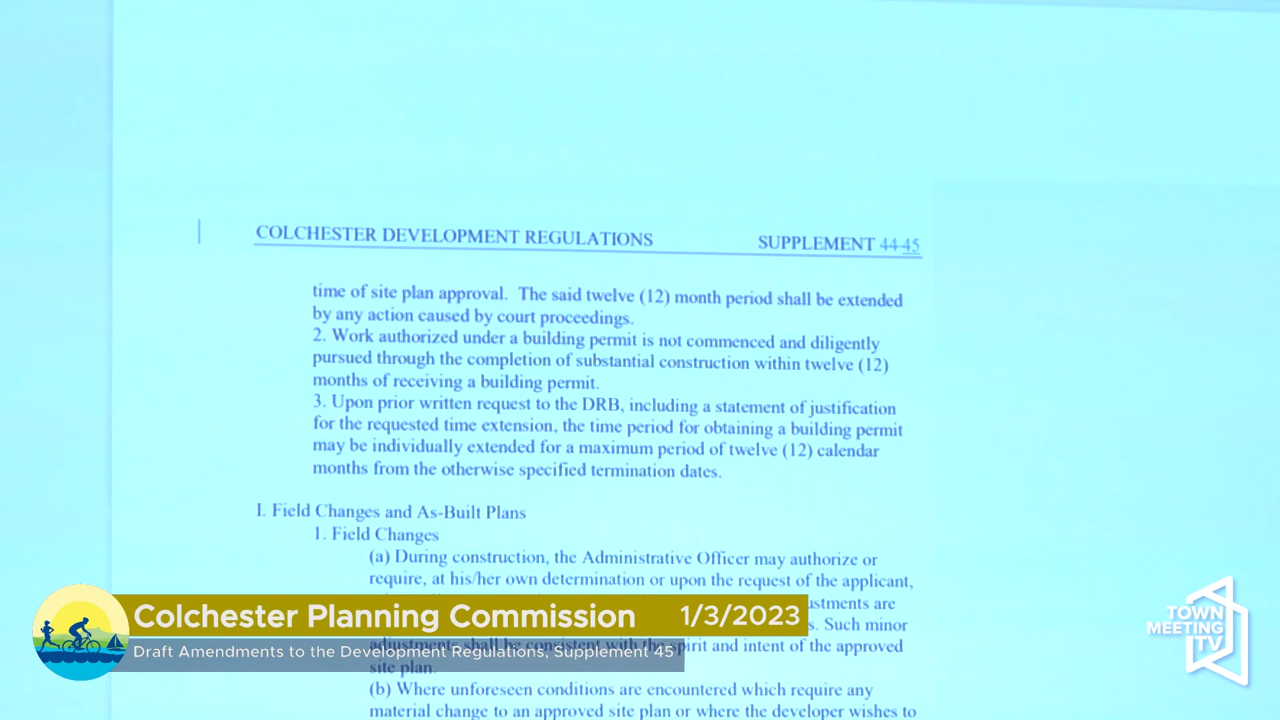 COLCHESTER DEVELOPMENT REGULATIONS SUPPLEMENT 44-45
time of site plan approval. The said twelve (12) month period shall be extended
by any action caused by court proceedings.
2. Work authorized under a building permit is not commenced and diligently
pursued through the completion of substantial construction within twelve (12)
months of receiving a building permit.
3. Upon prior written request to the DRB, including a statement of justification
for the requested time extension, the time period for obtaining a building permit
may be individually extended for a maximum period of twelve (12) calendar
months from the otherwise specified termination dates.
I. Field Changes and As-Built Plans
1. Field Changes
(a) During construction, the Administrative Officer may authorize or
require, at his/her own determination or upon the request of the applicant,
are
Such minor
adjustments shall be consistent with the spirit and intent of the approved
site plan.
(b) Where unforeseen conditions are encountered which require any
material change to an approved site plan or where the developer wishes to
Colchester Planning Commission 1/3/2023
Draft Amendments to the Development Regulations, Supplement 45
TOWN
MEETING
TV